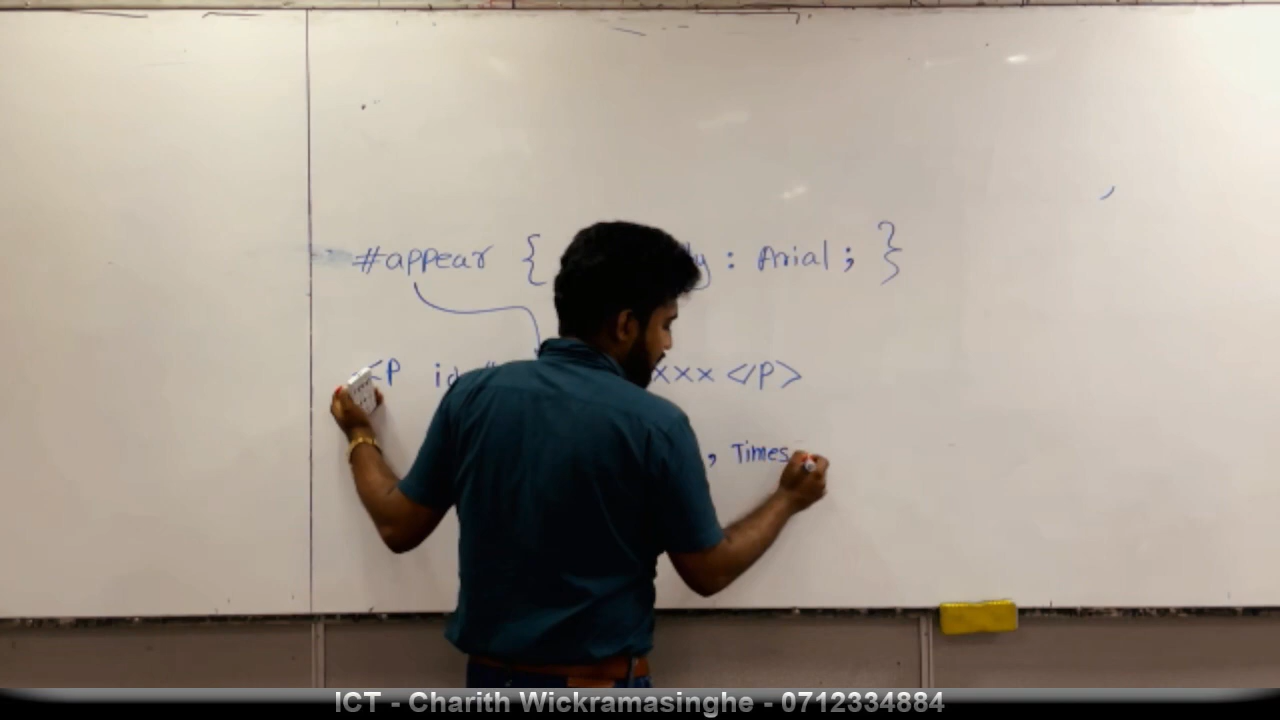 #appear { y : Arial ; }
<P id " xxx </P>
, Times
ICT - Charith Wickramasinghe - 0712334884